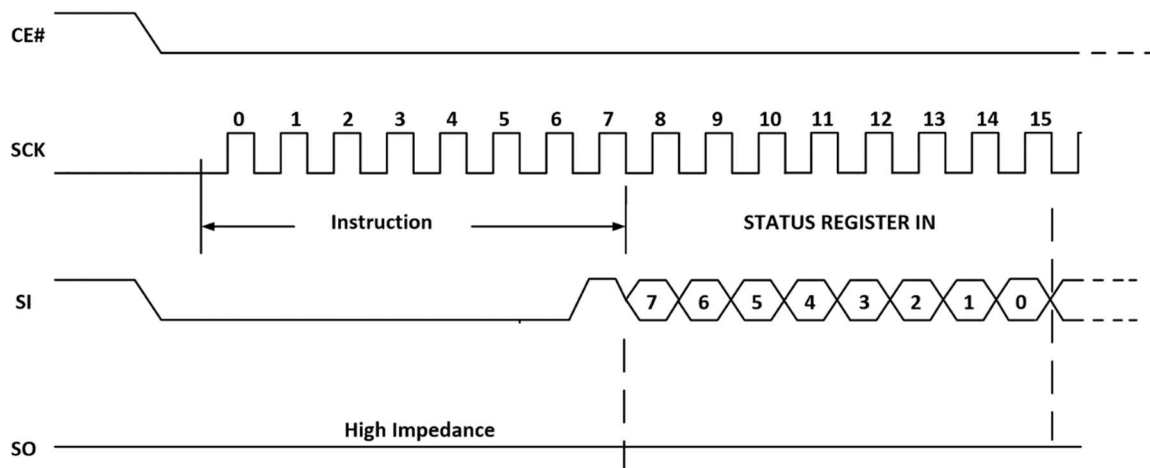 CE#
0 1 2 3 4 5 6 7 8 9 10 11 12 13 14 15
SCK
Instruction STATUS REGISTER IN
SI 7 6 5 4 3 2 1 0
High Impedance
SO